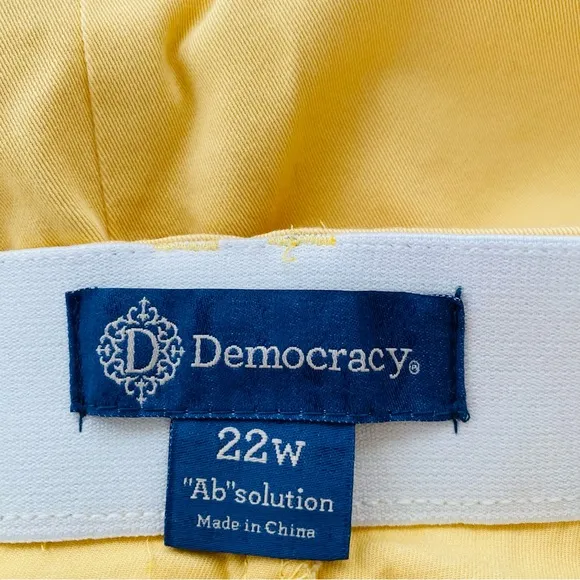 D Democracy®
22W
"Ab"solution
Made in China